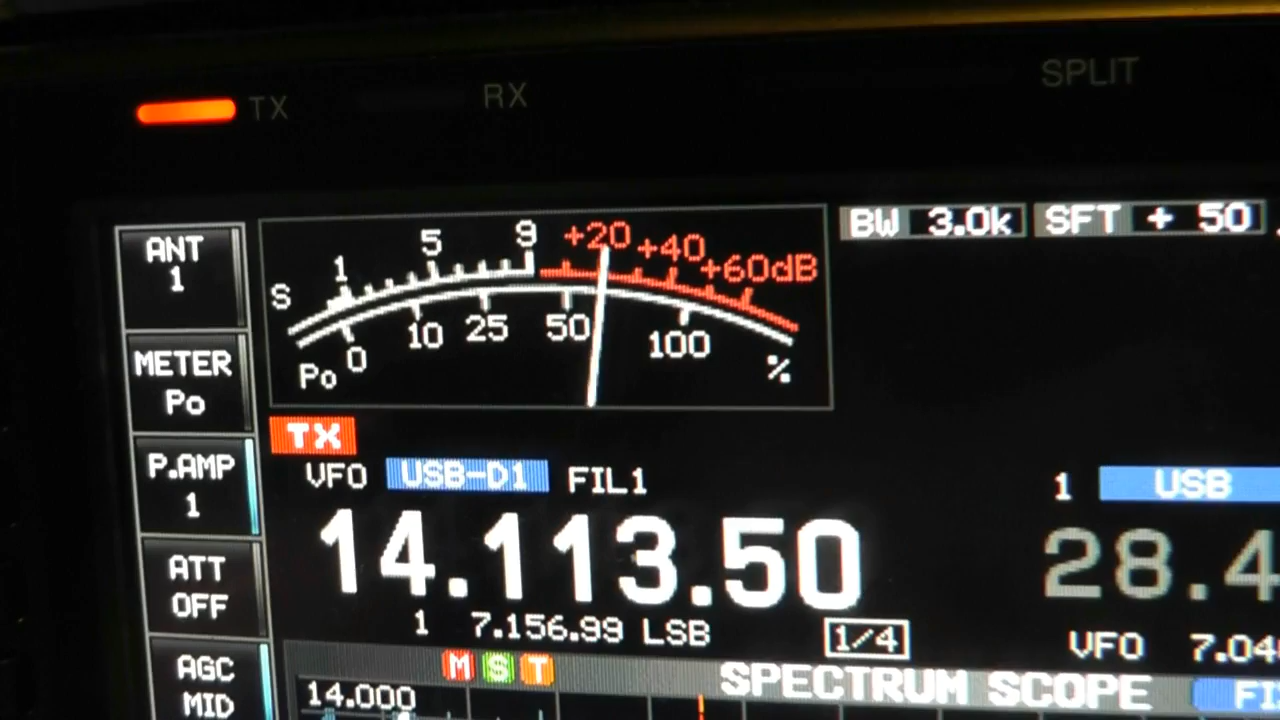 TX RX SPLIT
ANT
1
METER
Po
P.AMP
1
ATT
OFF
AGC
MID
S 1 5 9 +20 +40 +60dB
Po 0 10 25 50 100 %
BW 3.0k SFT + 50
TX
VFO USB-D1 FIL1
14.113.50
1 7.156.99 LSB 1/4
1 USB
28.4
VFO 7.04
M S T SPECTRUM SCOPE FI
14.000